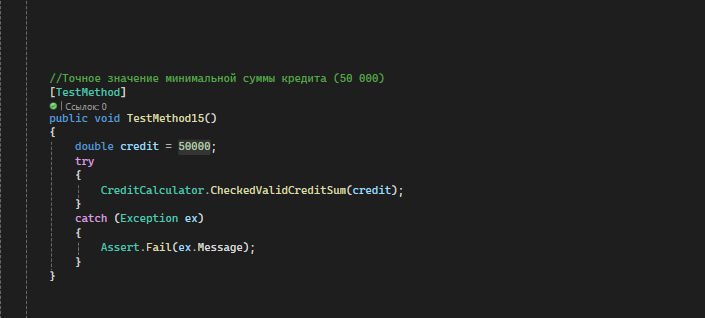 //Точное значение минимальной суммы кредита (50 000)
[TestMethod]
| Ссылок: 0
public void TestMethod15()
{
double credit = 50000;
try
{
CreditCalculator.CheckedValidCreditSum(credit);
}
catch (Exception ex)
{
Assert.Fail(ex.Message);
}
}